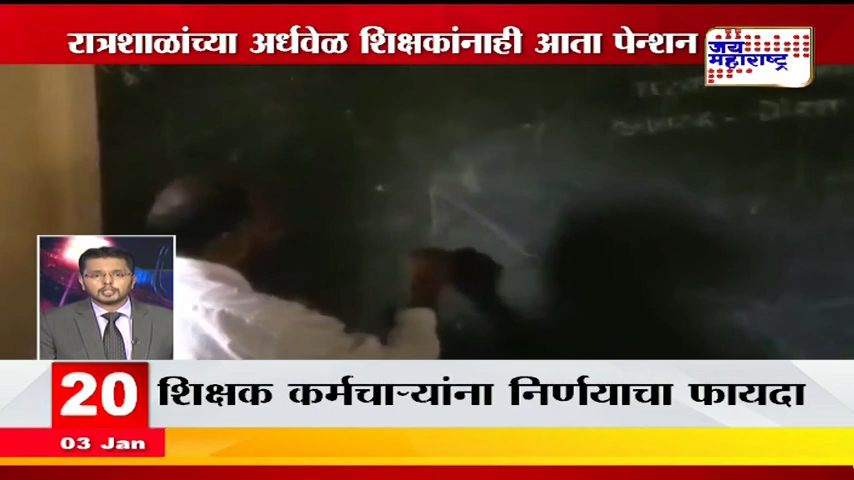 रात्रशाळांच्या अर्धवेळ शिक्षकांनाही आता पेन्शन
जय
महाराष्ट्र
20
शिक्षक कर्मचाऱ्यांना निर्णयाचा फायदा
03 Jan